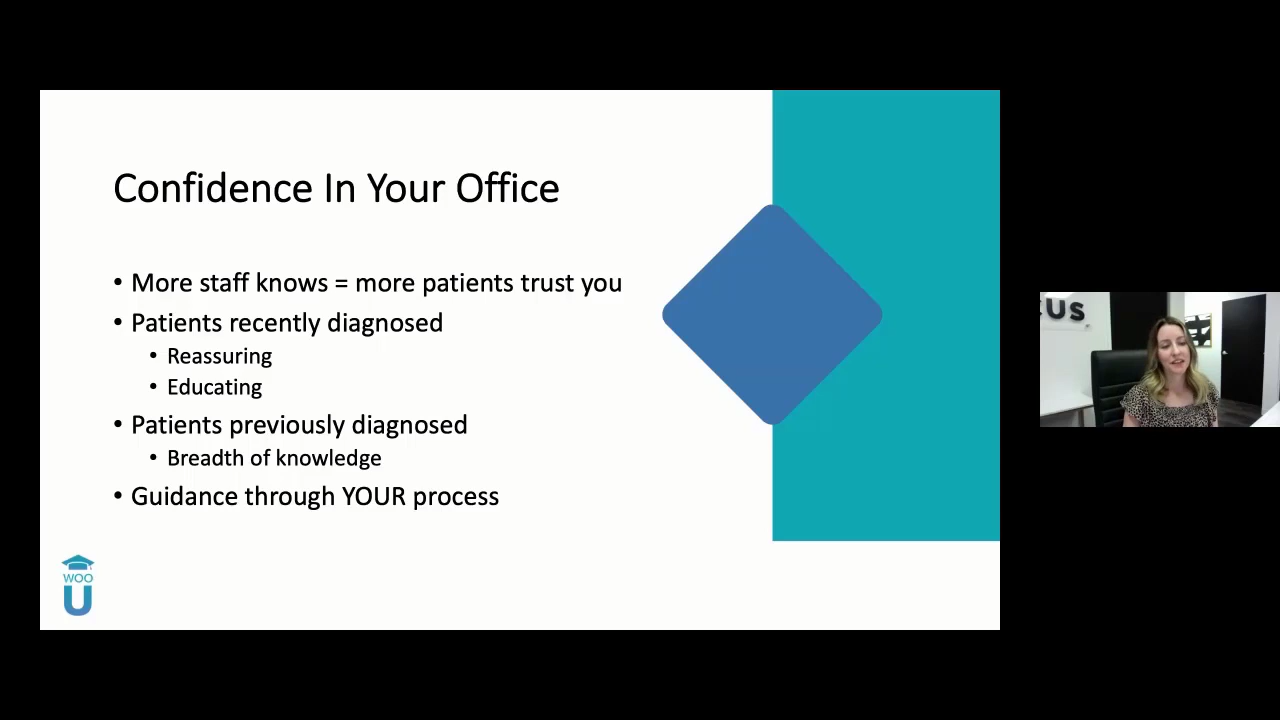 Confidence In Your Office
• More staff knows = more patients trust you
• Patients recently diagnosed
• Reassuring
• Educating
• Patients previously diagnosed
• Breadth of knowledge
• Guidance through YOUR process
WOO
U
US